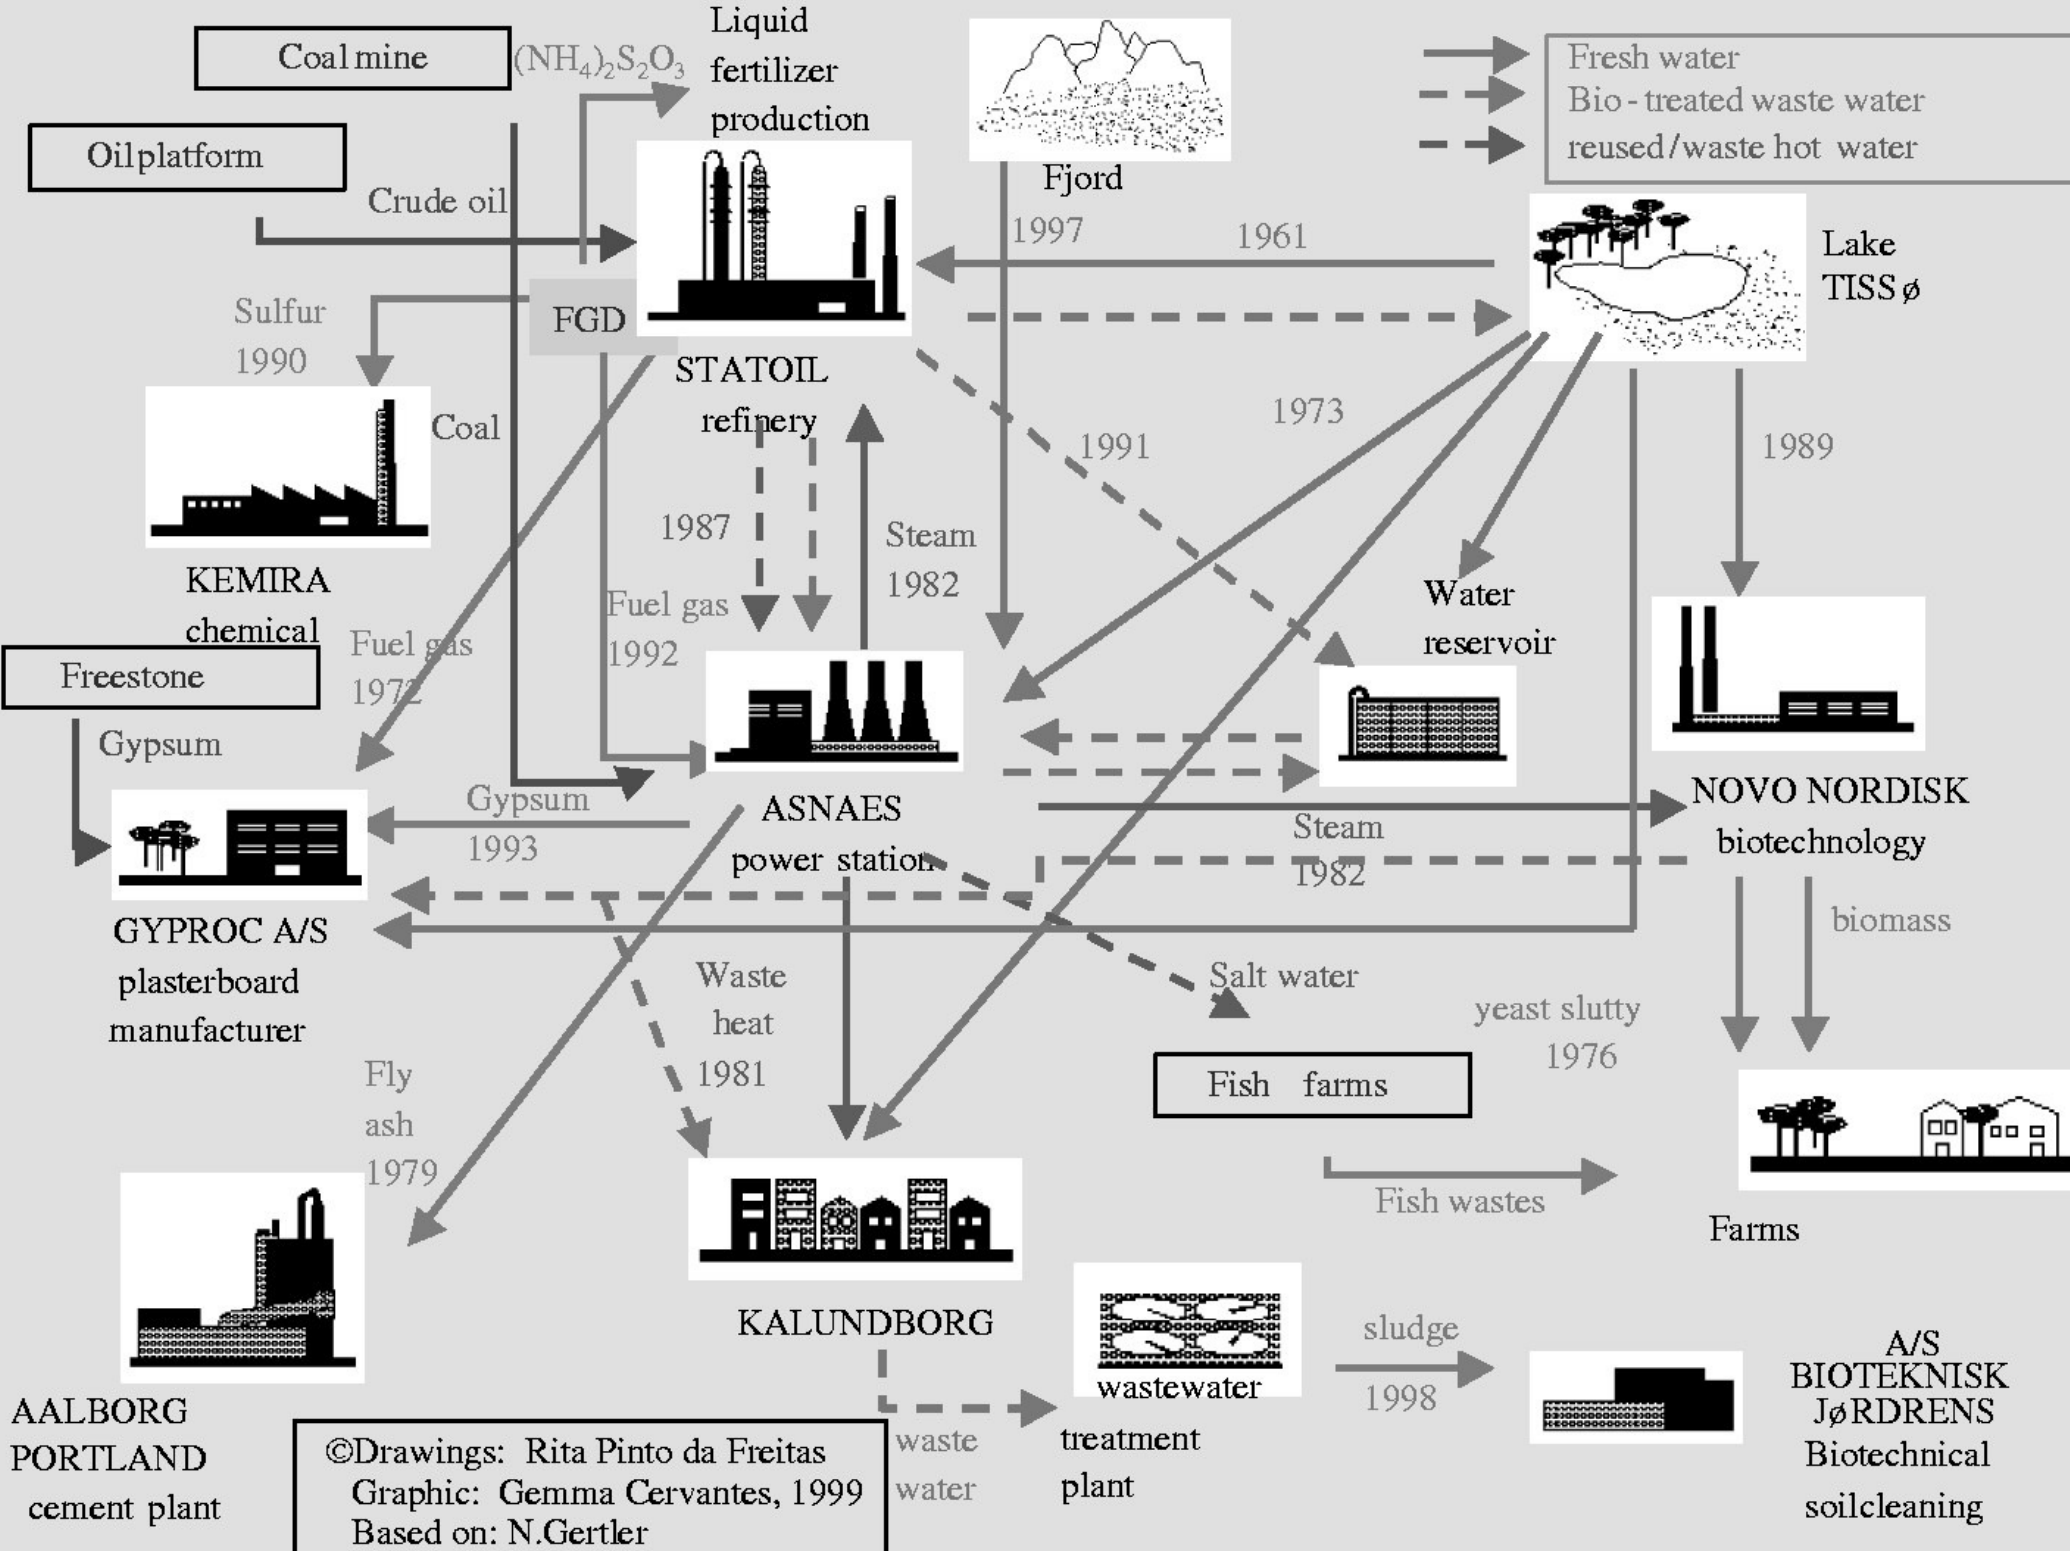 Coal mine
(NH4)2S2O3
Liquid
fertilizer
production
Fjord
Fresh water
Bio - treated waste water
reused/waste hot water
Oil platform
Crude oil
1997
1961
Lake
TISSø
Sulfur
1990
FGD
STATOIL
refinery
Coal
1973
1991
1989
1987
Steam
1982
KEMIRA
chemical
Fuel gas
1992
Water
reservoir
Fuel gas
1972
Freestone
Gypsum
Gypsum
1993
ASNAES
power station
NOVO NORDISK
biotechnology
Steam
1982
GYPROC A/S
plasterboard
manufacturer
biomass
Waste
heat
1981
Salt water
yeast slutty
1976
Fly
ash
1979
Fish farms
Fish wastes
Farms
KALUNDBORG
wastewater
treatment
plant
sludge
1998
A/S
BIOTEKNISK
JøRDRENS
Biotechnical
soilcleaning
AALBORG
PORTLAND
cement plant
waste
water
©Drawings: Rita Pinto da Freitas
Graphic: Gemma Cervantes, 1999
Based on: N.Gertler